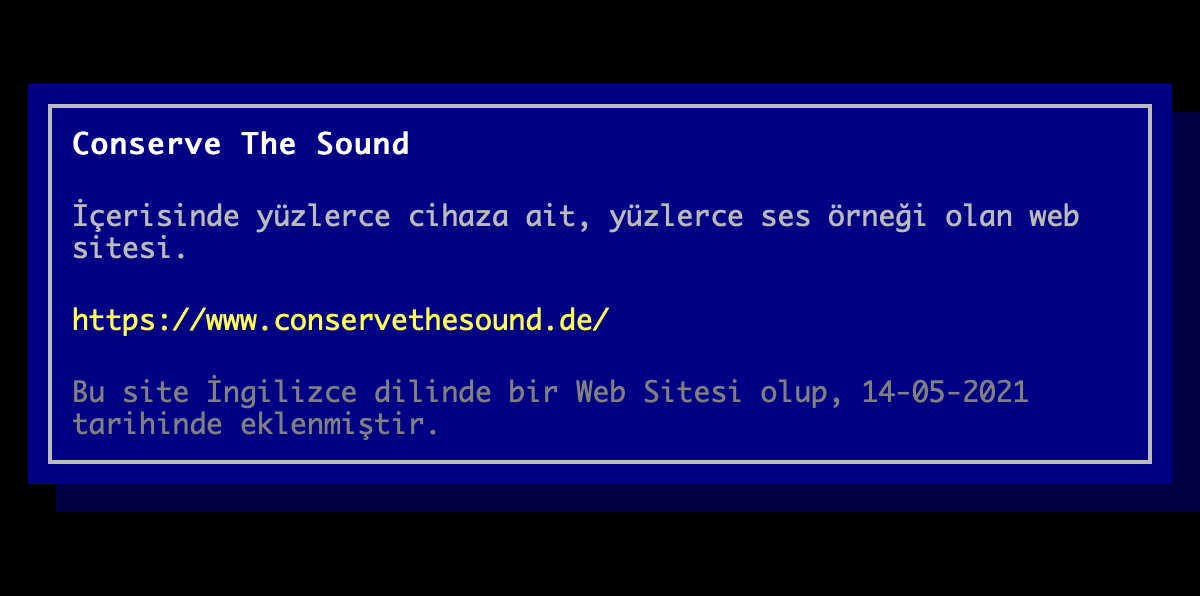 Conserve The Sound
İçerisinde yüzlerce cihaza ait, yüzlerce ses örneği olan web
sitesi.
https://www.conservethesound.de/
Bu site İngilizce dilinde bir Web Sitesi olup, 14-05-2021
tarihinde eklenmiştir.